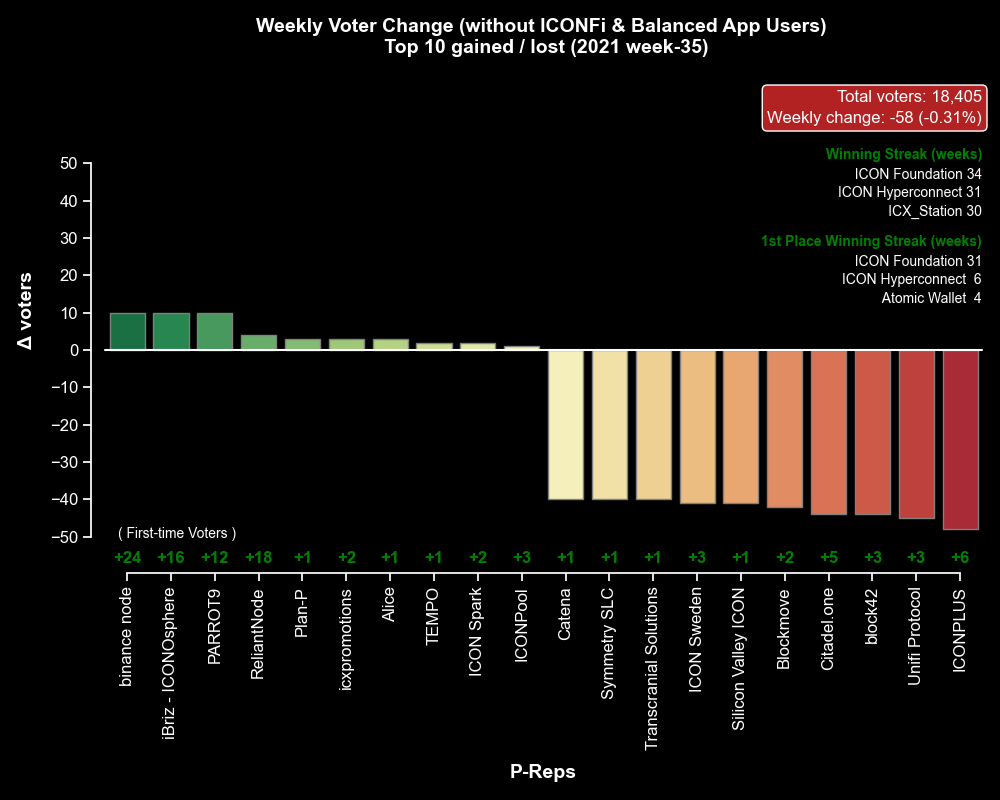 Weekly Voter Change (without ICONFi & Balanced App Users)
Top 10 gained / lost (2021 week-35)
Total voters: 18,405
Weekly change: -58 (-0.31%)
Winning Streak (weeks)
ICON Foundation 34
ICON Hyperconnect 31
ICX_Station 30
1st Place Winning Streak (weeks)
ICON Foundation 31
ICON Hyperconnect 6
Atomic Wallet 4
Δ voters
50
40
30
20
10
0
−10
−20
−30
−40
−50
( First-time Voters )
+24 +16 +12 +18 +1 +2 +1 +1 +2 +3 +1 +1 +1 +3 +1 +2 +5 +3 +3 +6
binance node
iBriz - ICONOsphere
PARROT9
ReliantNode
Plan-P
icxpromotions
Alice
TEMPO
ICON Spark
ICONPool
Catena
Symmetry SLC
Transcranial Solutions
ICON Sweden
Silicon Valley ICON
Blockmove
Citadel.one
block42
Unifi Protocol
ICONPLUS
P-Reps